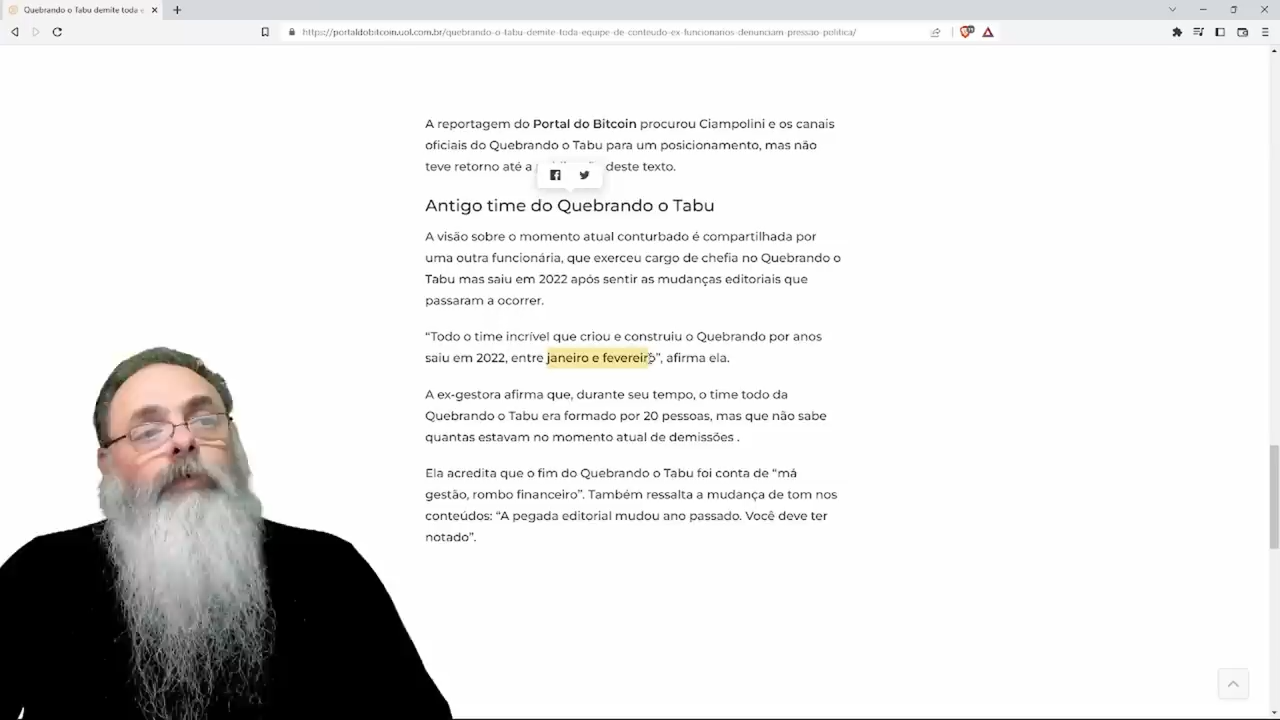 Quebrando o Tabu demite toda e
https://portaldobitcoin.uol.com.br/quebrando-o-tabu-demite-toda-equipe-de-conteudo-ex-funcionarios-denunciam-pressao-politica/
A reportagem do Portal do Bitcoin procurou Ciampolini e os canais
oficiais do Quebrando o Tabu para um posicionamento, mas não
teve retorno até a deste texto.
Antigo time do Quebrando o Tabu
A visão sobre o momento atual conturbado é compartilhada por
uma outra funcionária, que exerceu cargo de chefia no Quebrando o
Tabu mas saiu em 2022 após sentir as mudanças editoriais que
passaram a ocorrer.
“Todo o time incrível que criou e construiu o Quebrando por anos
saiu em 2022, entre janeiro e fevereiro”, afirma ela.
A ex-gestora afirma que, durante seu tempo, o time todo da
Quebrando o Tabu era formado por 20 pessoas, mas que não sabe
quantas estavam no momento atual de demissões .
Ela acredita que o fim do Quebrando o Tabu foi conta de “má
gestão, rombo financeiro”. Também ressalta a mudança de tom nos
conteúdos: “A pegada editorial mudou ano passado. Você deve ter
notado”.